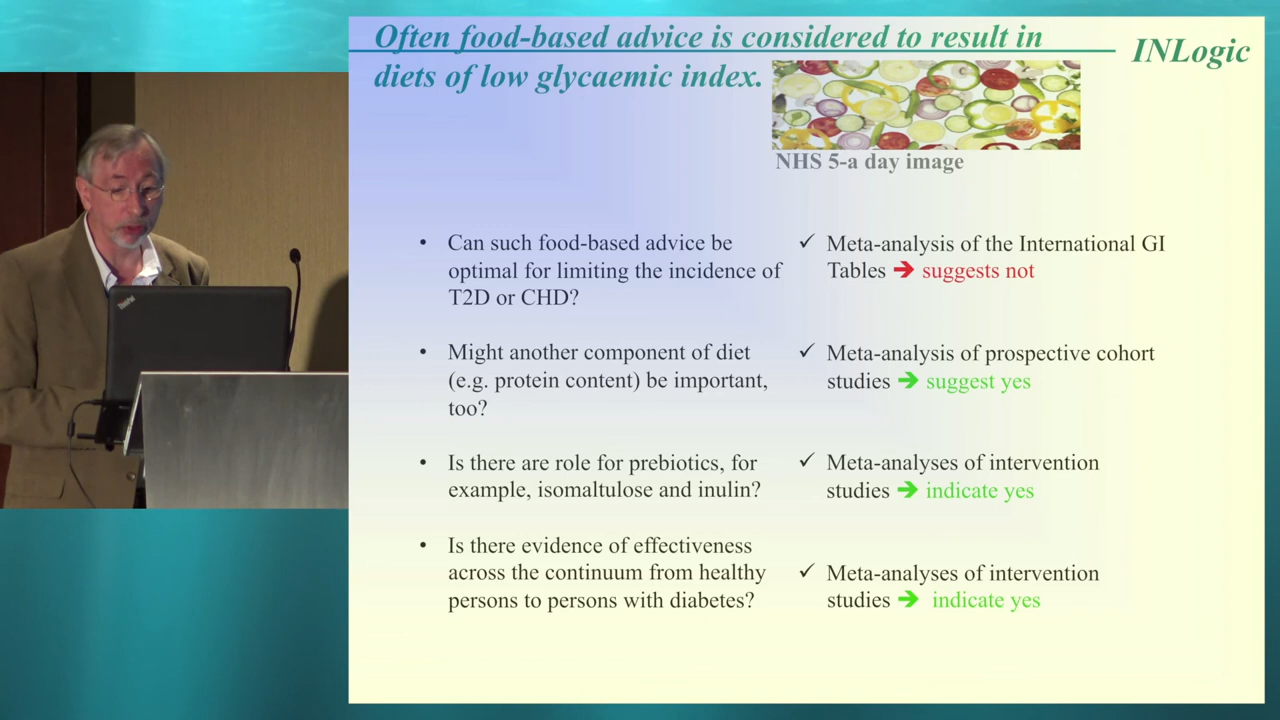 Often food-based advice is considered to result in
diets of low glycaemic index.
INLogic
NHS 5-a day image
• Can such food-based advice be
optimal for limiting the incidence of
T2D or CHD?
✓ Meta-analysis of the International GI
Tables ➔ suggests not
• Might another component of diet
(e.g. protein content) be important,
too?
✓ Meta-analysis of prospective cohort
studies ➔ suggest yes
• Is there are role for prebiotics, for
example, isomaltulose and inulin?
✓ Meta-analyses of intervention
studies ➔ indicate yes
• Is there evidence of effectiveness
across the continuum from healthy
persons to persons with diabetes?
✓ Meta-analyses of intervention
studies ➔ indicate yes
ThinkPad